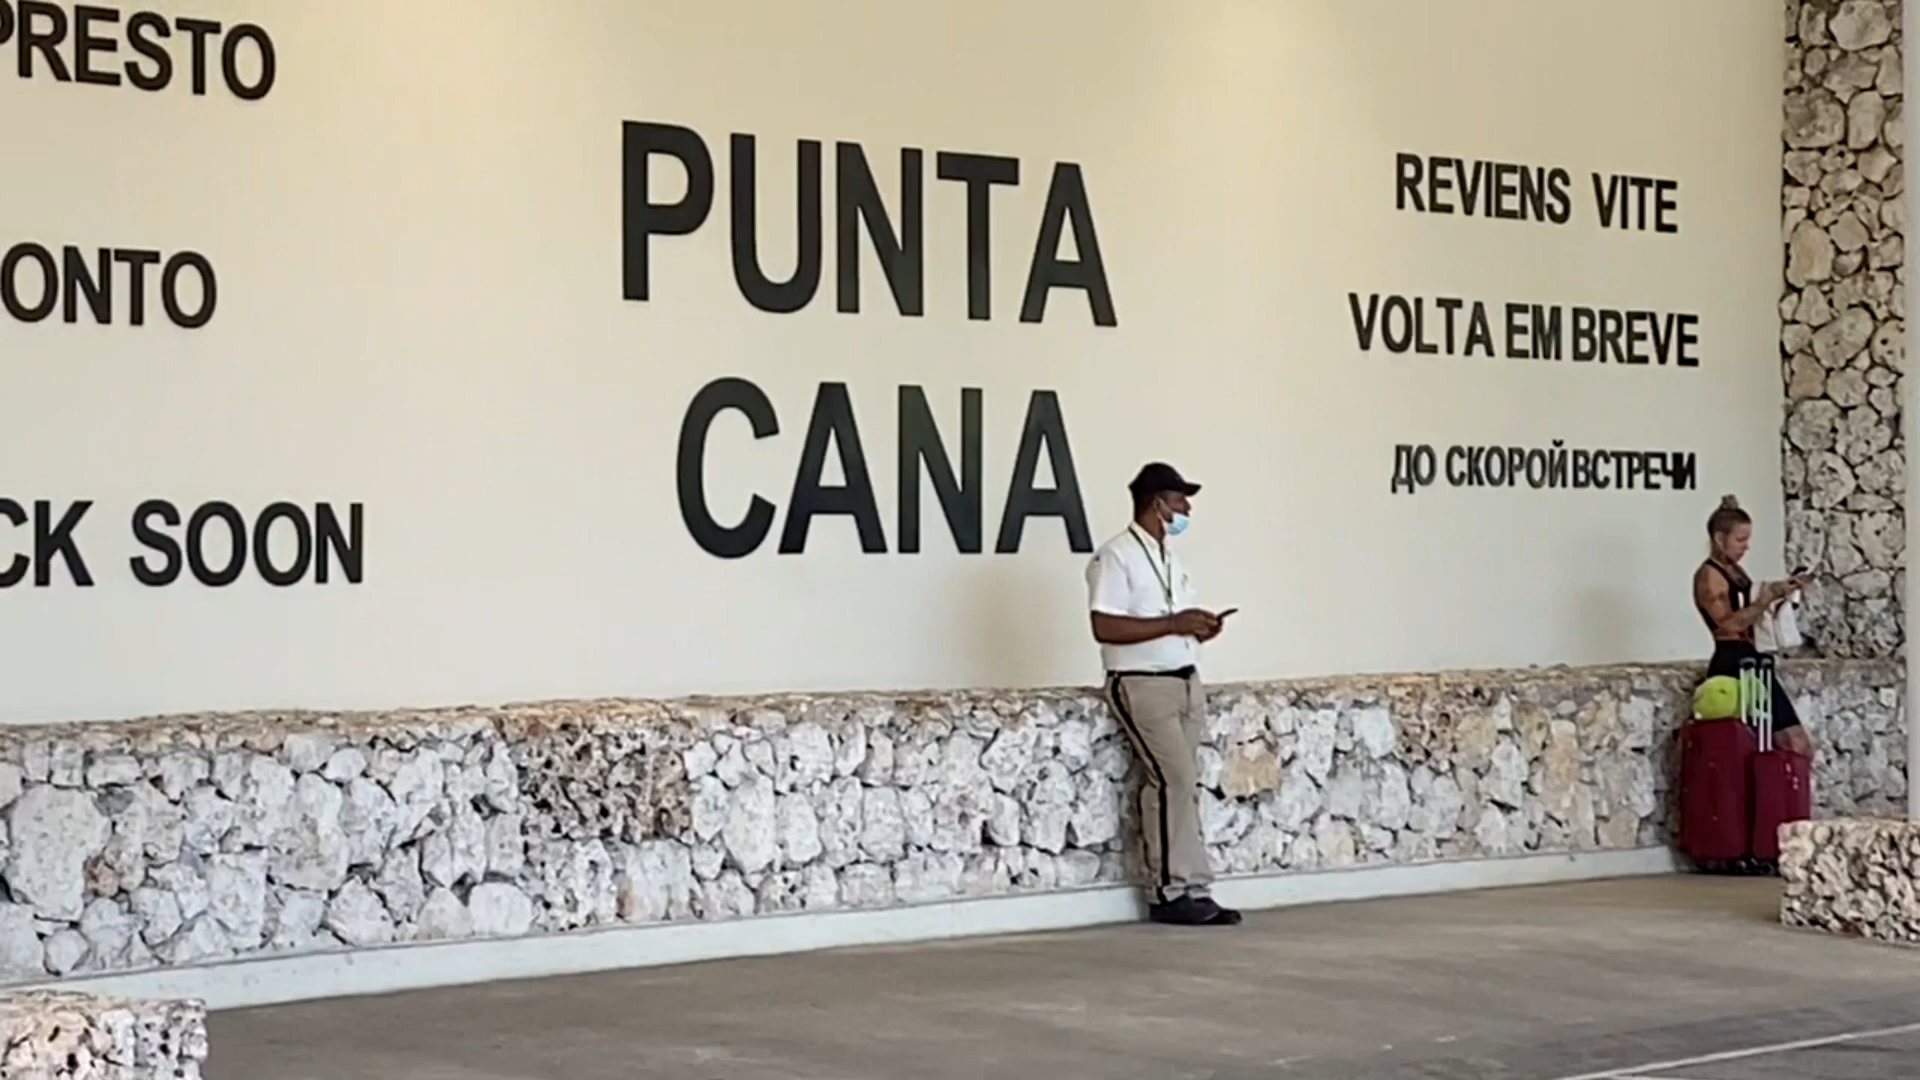 PRESTO
ONTO
CK SOON
PUNTA
CANA
REVIENS VITE
VOLTA EM BREVE
ДО СКОРОЙ ВСТРЕЧИ